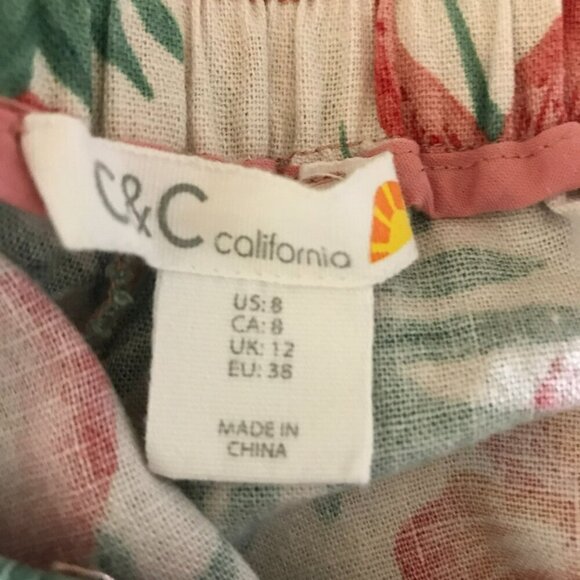 C&C california
US: 8
CA: 8
UK: 12
EU: 38
MADE IN
CHINA